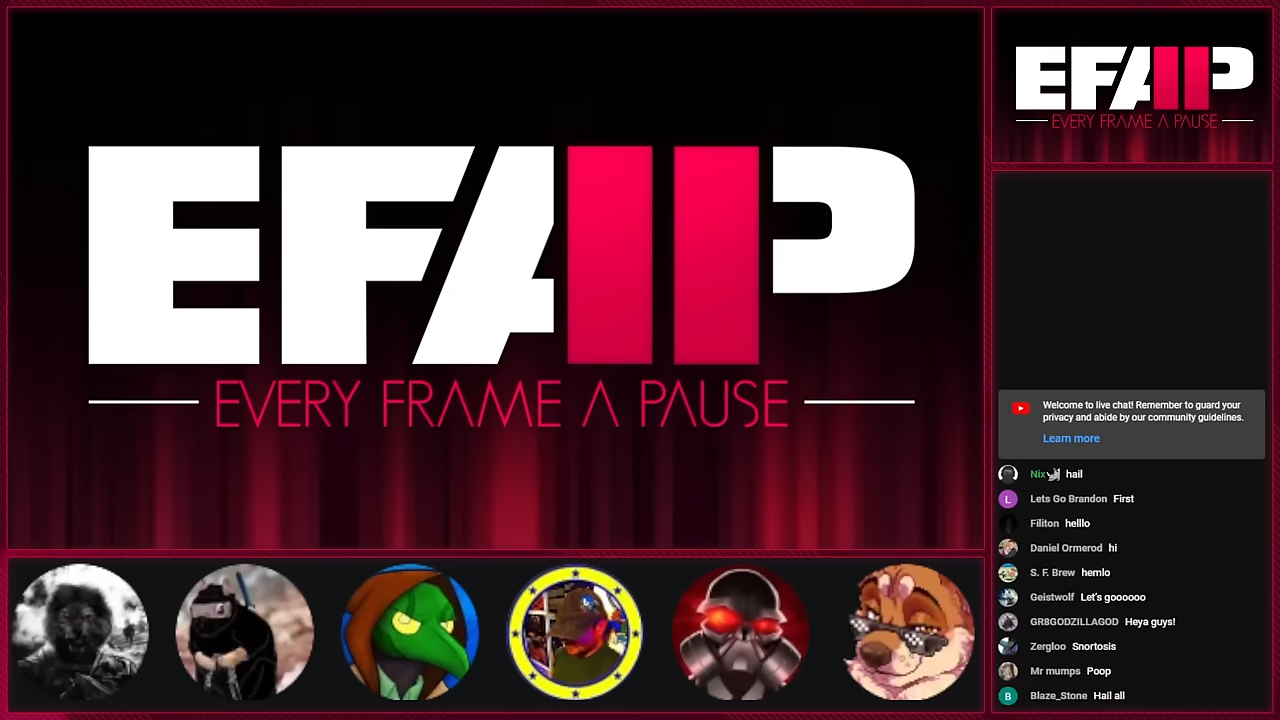 EFAP
EVERY FRAME A PAUSE
EFAP
EVERY FRAME A PAUSE
Welcome to live chat! Remember to guard your
privacy and abide by our community guidelines.
Learn more
Nix hail
L Lets Go Brandon First
Filiton helllo
Daniel Ormerod hi
S. F. Brew hemlo
Geistwolf Let's goooooo
GR8GODZILLAGOD Heya guys!
Zergloo Snortosis
Mr mumps Poop
B Blaze_Stone Hail all